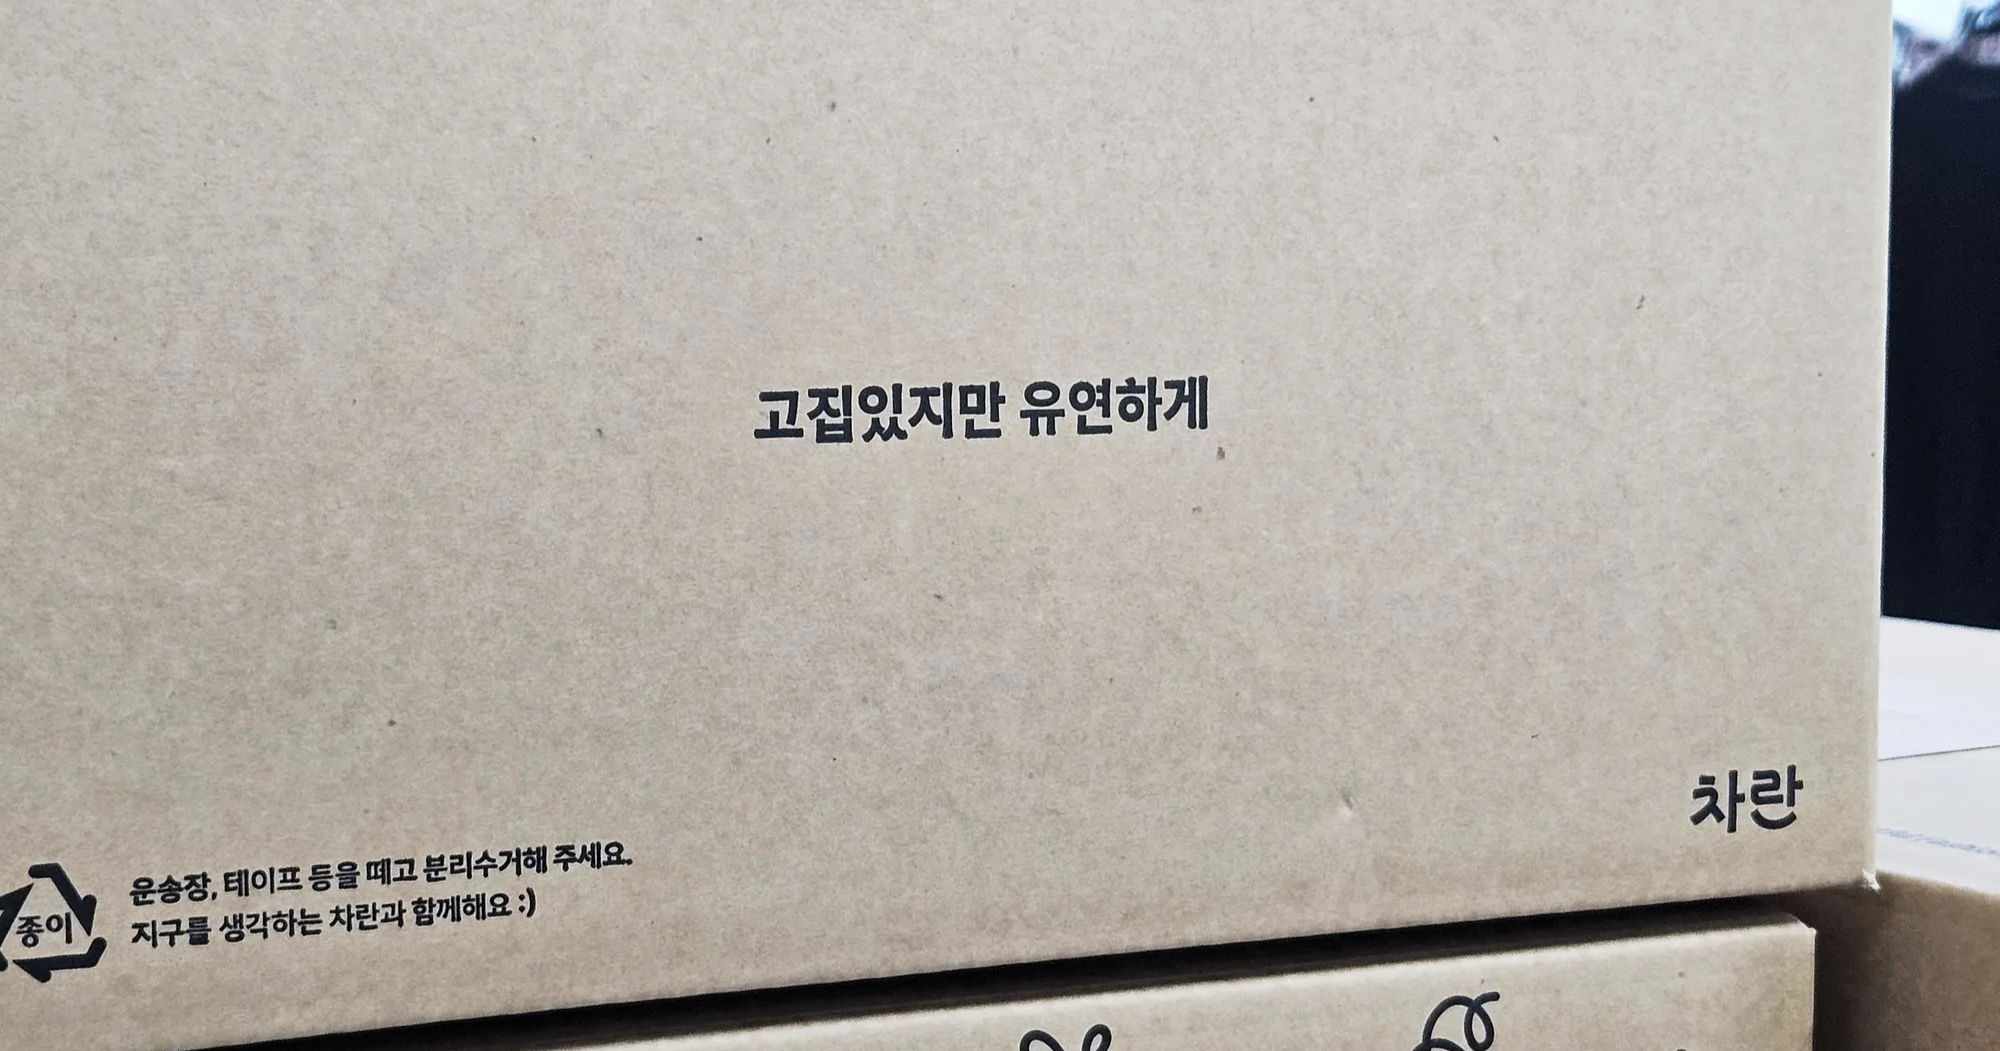 고집있지만 유연하게
차란
운송장, 테이프 등을 떼고 분리수거해 주세요.
지구를 생각하는 차란과 함께해요 :)
종이